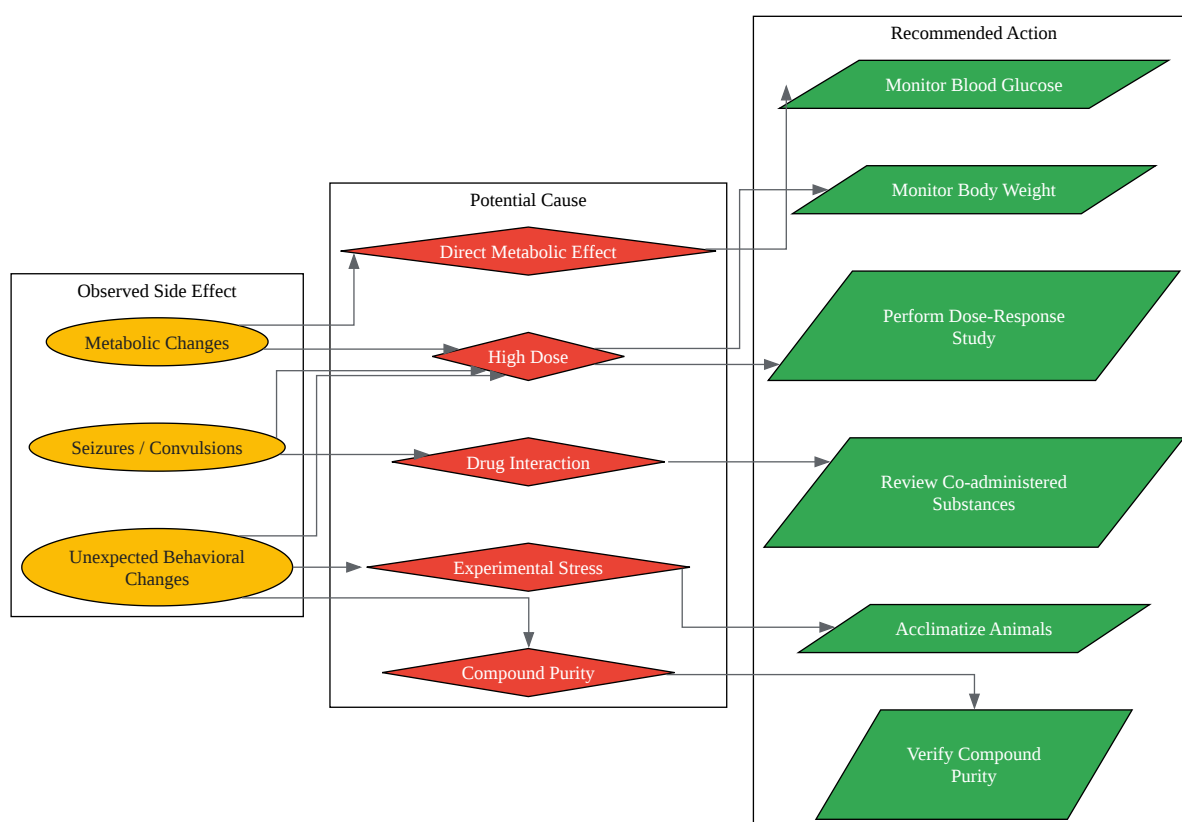 Observed Side Effect
Metabolic Changes
Seizures / Convulsions
Unexpected Behavioral
Changes
Potential Cause
Direct Metabolic Effect
High Dose
Drug Interaction
Experimental Stress
Compound Purity
Recommended Action
Monitor Blood Glucose
Monitor Body Weight
Perform Dose-Response
Study
Review Co-administered
Substances
Acclimatize Animals
Verify Compound
Purity